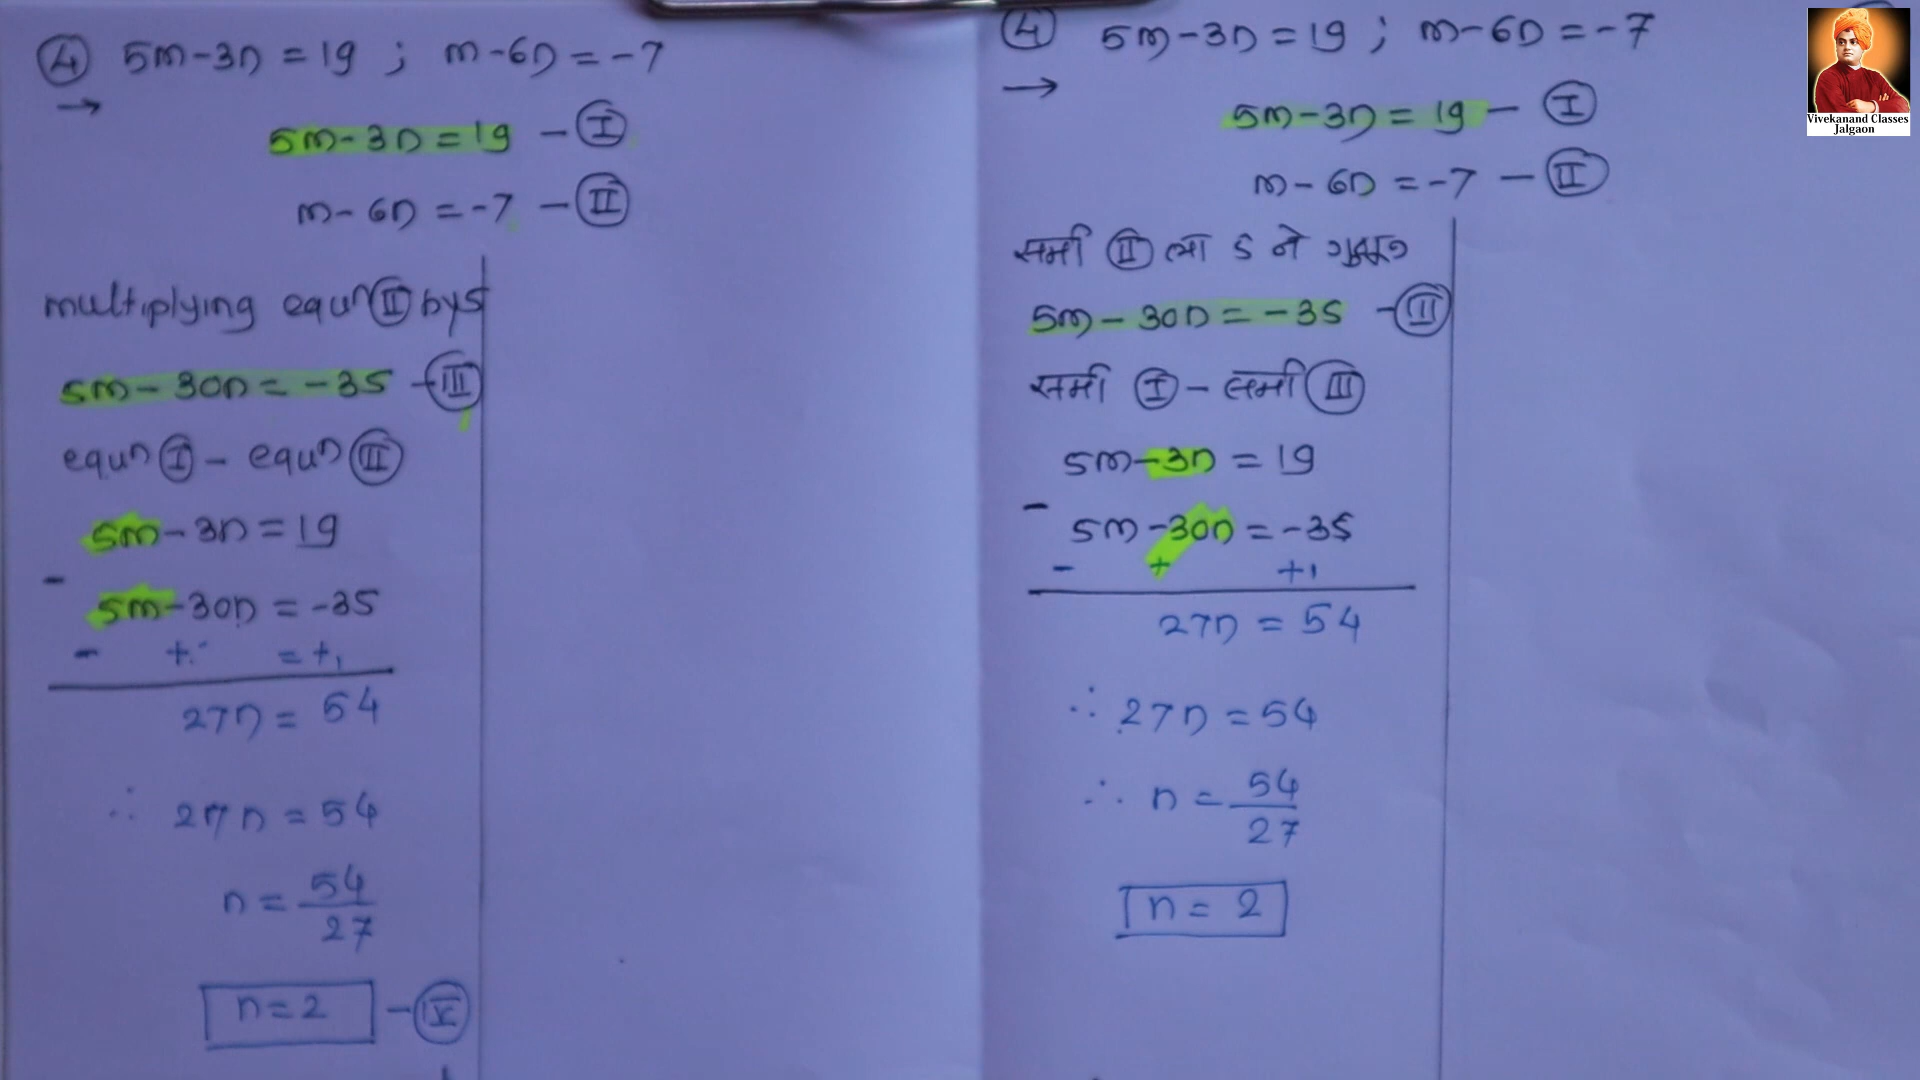 ④ 5m-3n = 19 ; m-6n = -7
→
5m-3n = 19 - Ⅰ
m-6n = -7 - Ⅱ
multiplying equn Ⅱ by 5
5m-30n = -35 - Ⅲ
equn Ⅰ - equn Ⅲ
5m-3n = 19
-
5m-30n = -35
- + = +
27n = 54
∴ 27n = 54
n = 54/27
n = 2 - Ⅳ
④ 5m-3n = 19 ; m-6n = -7
→
5m-3n = 19 - Ⅰ
m-6n = -7 - Ⅱ
समी Ⅱ ला 5 ने
5m-30n = -35 - Ⅲ
समी Ⅰ - समी Ⅲ
5m-3n = 19
-
5m-30n = -35
- + +
27n = 54
∴ 27n = 54
∴ n = 54/27
n = 2
Vivekanand Classes
Jalgaon